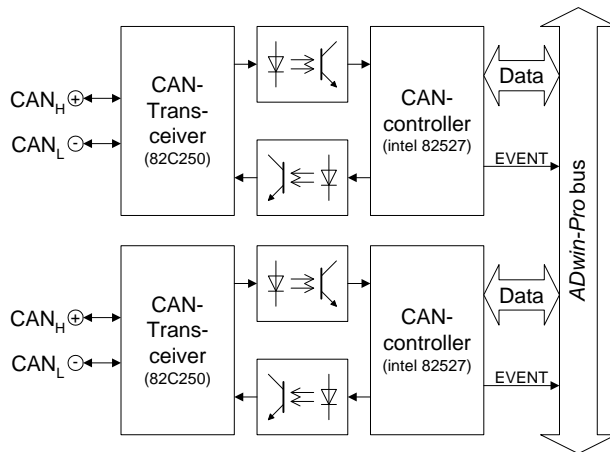 CAN-
Trans-
ceiver
(82C250)
CAN-
controller
(intel 82527)
CANH +
CANL -
Data
EVENT
CAN-
Trans-
ceiver
(82C250)
CAN-
controller
(intel 82527)
CANH +
CANL -
Data
EVENT
ADwin-Pro bus